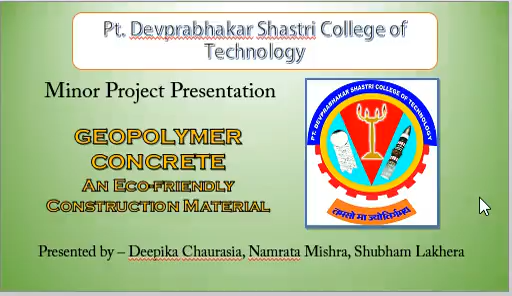 Pt. Devprabhakar Shastri College of
Technology
Minor Project Presentation
GEOPOLYMER
CONCRETE
AN ECO-FRIENDLY
CONSTRUCTION MATERIAL
PT. DEVPRABHAKAR SHASTRI COLLEGE OF TECHNOLOGY
तमसो मा ज्योतिर्गमय
Presented by – Deepika Chaurasia, Namrata Mishra, Shubham Lakhera